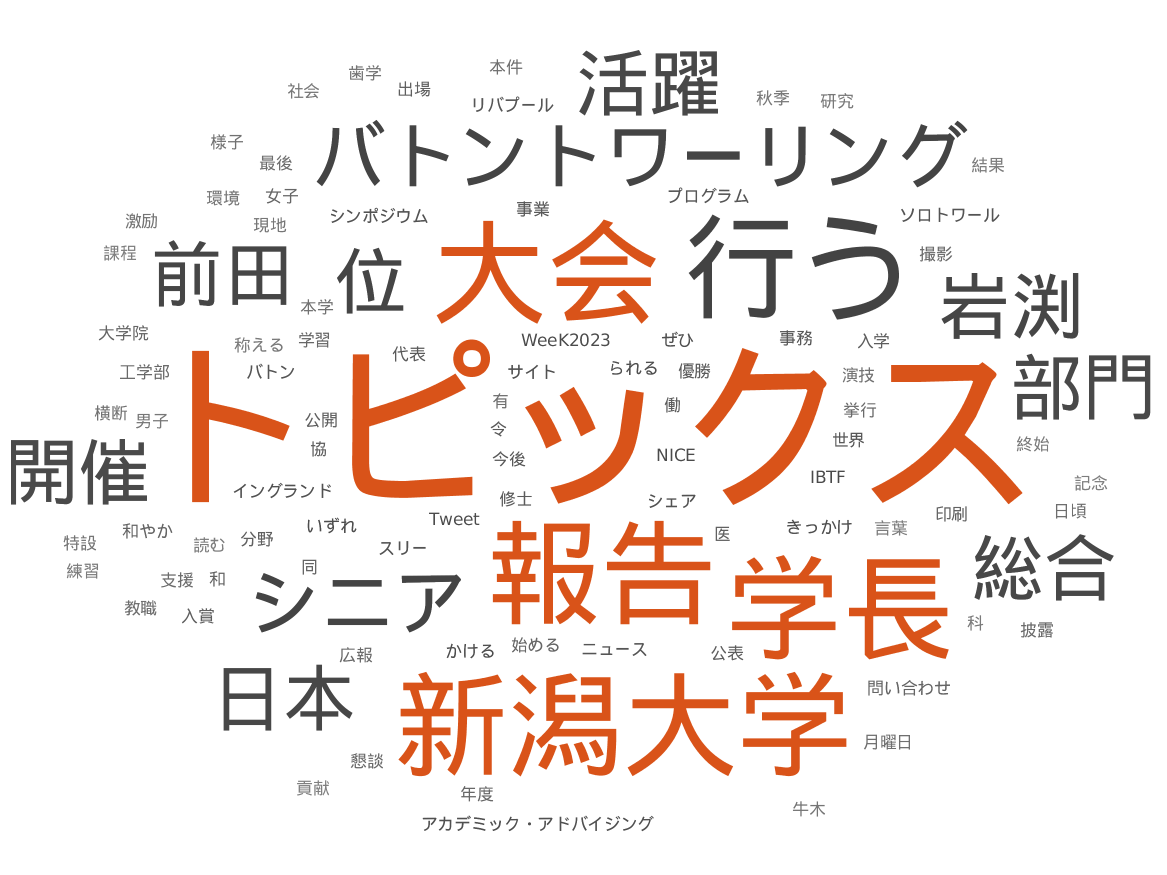 活躍
本件
歯学
出場
社会
リバプール
秋季
研究
バトントワーリング
様子
最後
結果
環境
女子
プログラム
シンポジウム
事業
ソロトワール
激励
現地
課程
前田
位
大会
行う
撮影
岩渕
本学
大学院
称える
学習
代表
WeeK2023
ぜひ
事務
入学
トピックス
工学部
バトン
サイト
られる
優勝
演技
部門
横断
男子
公開
有
働
挙行
令
世界
協
今後
NICE
終始
開催
イングランド
修士
シェア
IBTF
記念
特設
和やか
読む
分野
いずれ
Tweet
スリー
報告
医
きっかけ
言葉
印刷
日頃
練習
支援
和
同
シニア
学長
総合
教職
入賞
科
披露
広報
かける
始める
ニュース
公表
日本
新潟大学
問い合わせ
月曜日
懇談
貢献
年度
牛木
アカデミック・アドバイジング